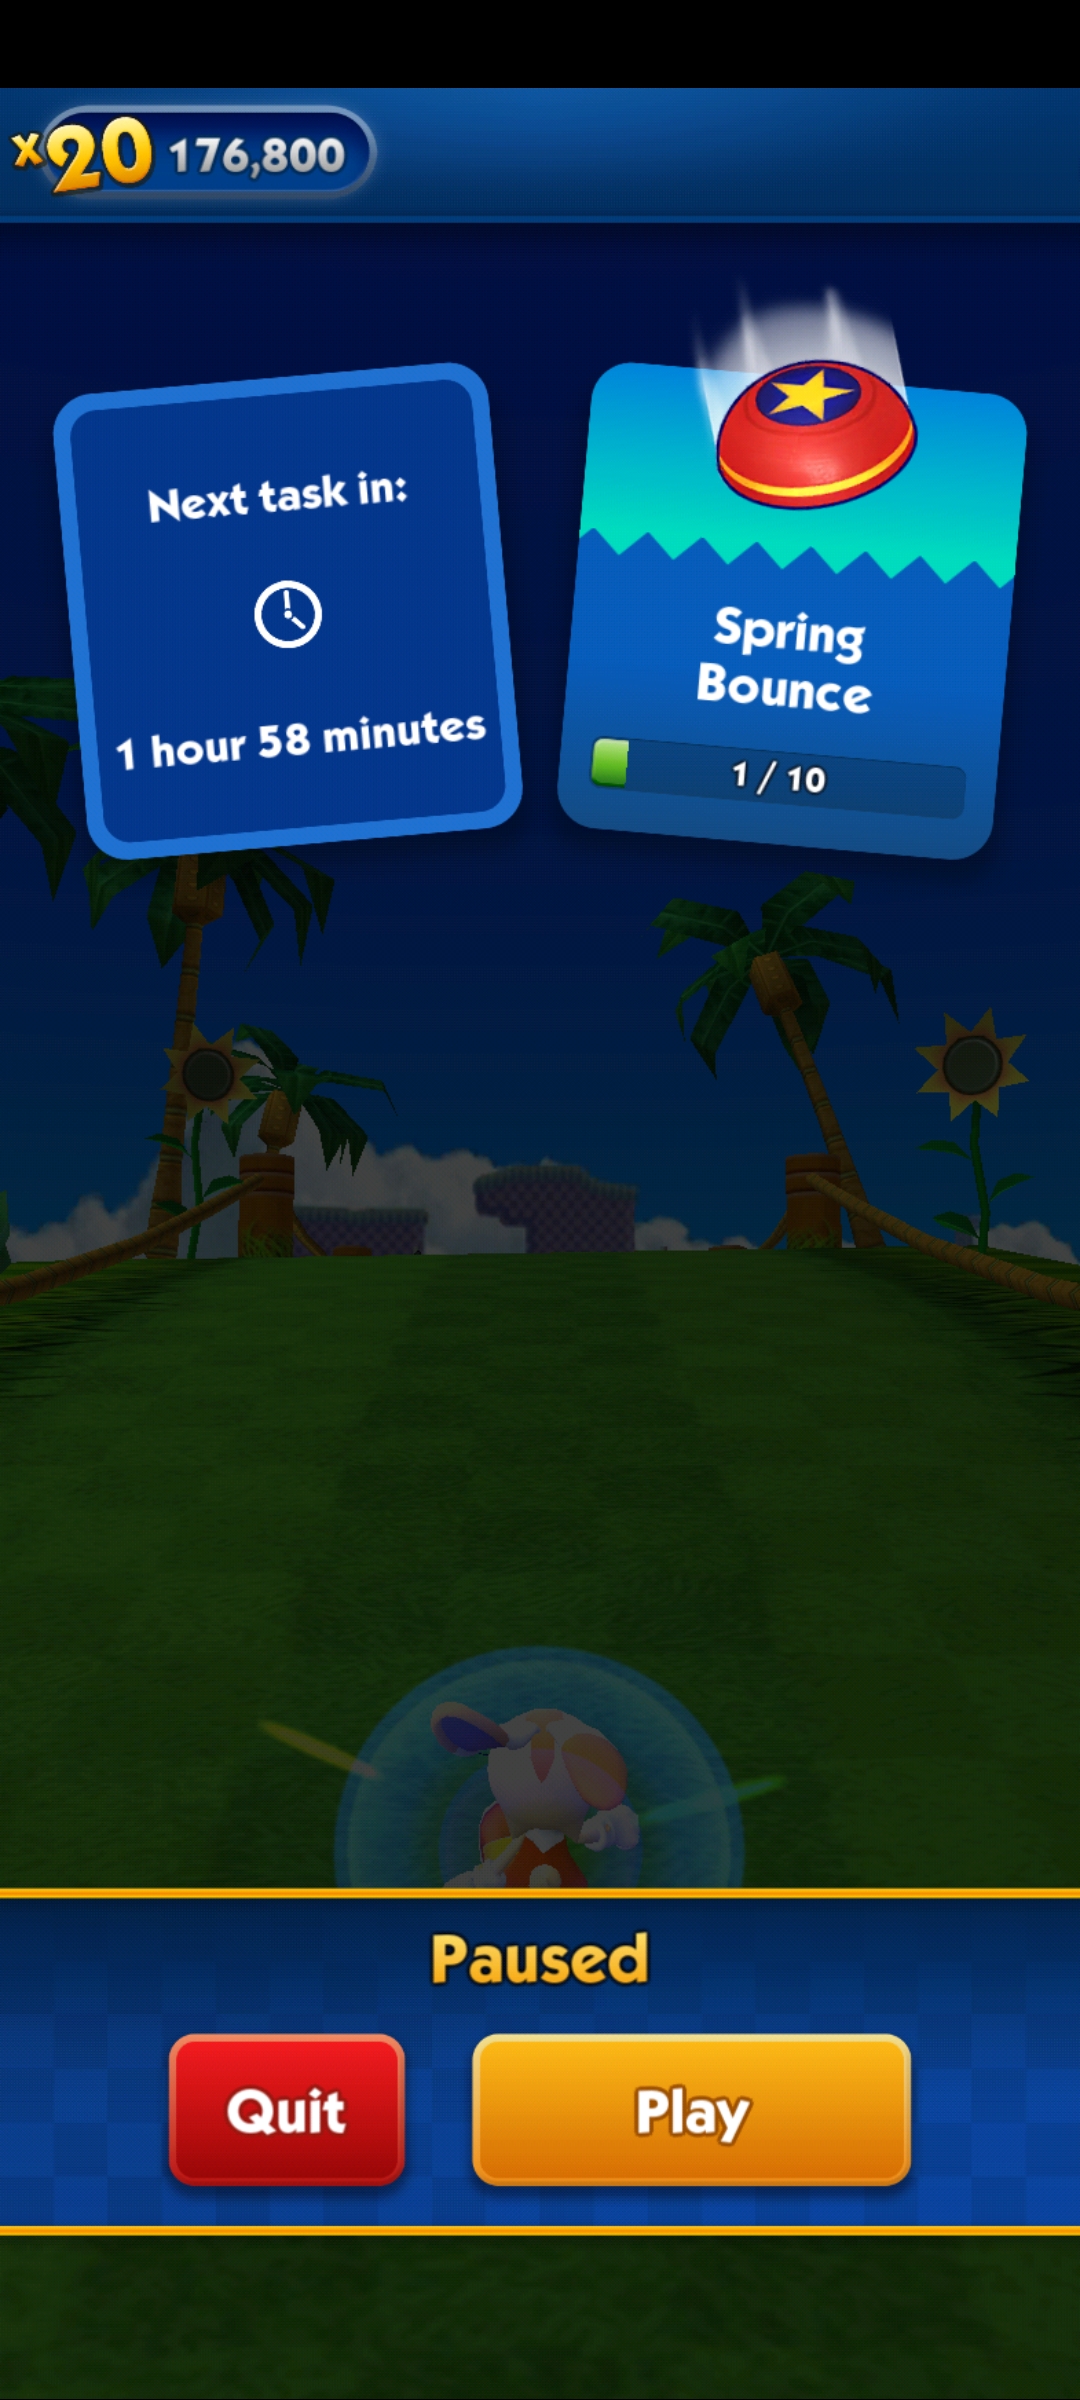 x20 176,800
Next task in:
1 hour 58 minutes
Spring
Bounce
1 / 10
Paused
Quit
Play